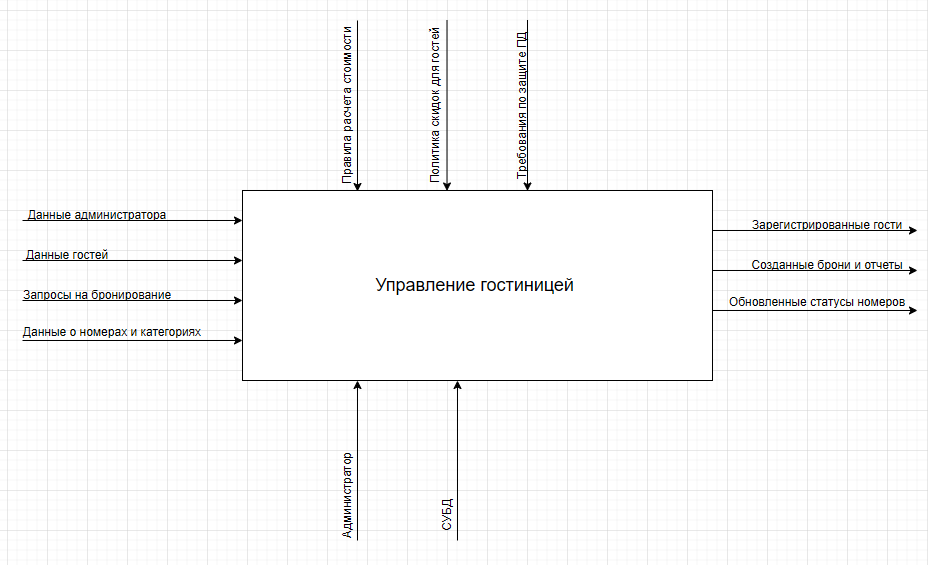 Правила расчета стоимости
Политика скидок для гостей
Требования по защите ПД
Данные администратора
Данные гостей
Запросы на бронирование
Данные о номерах и категориях
Управление гостиницей
Зарегистрированные гости
Созданные брони и отчеты
Обновленные статусы номеров
Администратор
СУБД